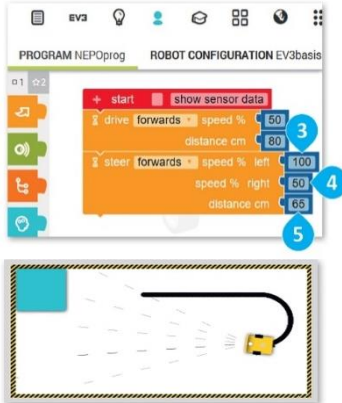 EV3
PROGRAM NEPOprog ROBOT CONFIGURATION EV3basis
1 2
+ start show sensor data
drive forwards speed % 50
distance cm 80
3
steer forwards speed % left 100
speed % right 50
4
distance cm 65
5